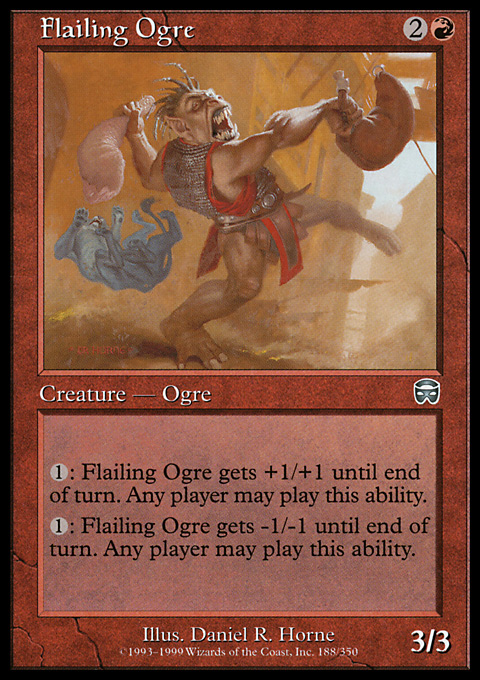 Flailing Ogre 2
Creature — Ogre
1: Flailing Ogre gets +1/+1 until end
of turn. Any player may play this ability.
1: Flailing Ogre gets -1/-1 until end of
turn. Any player may play this ability.
Illus. Daniel R. Horne
3/3
©1993-1999 Wizards of the Coast, Inc. 188/350